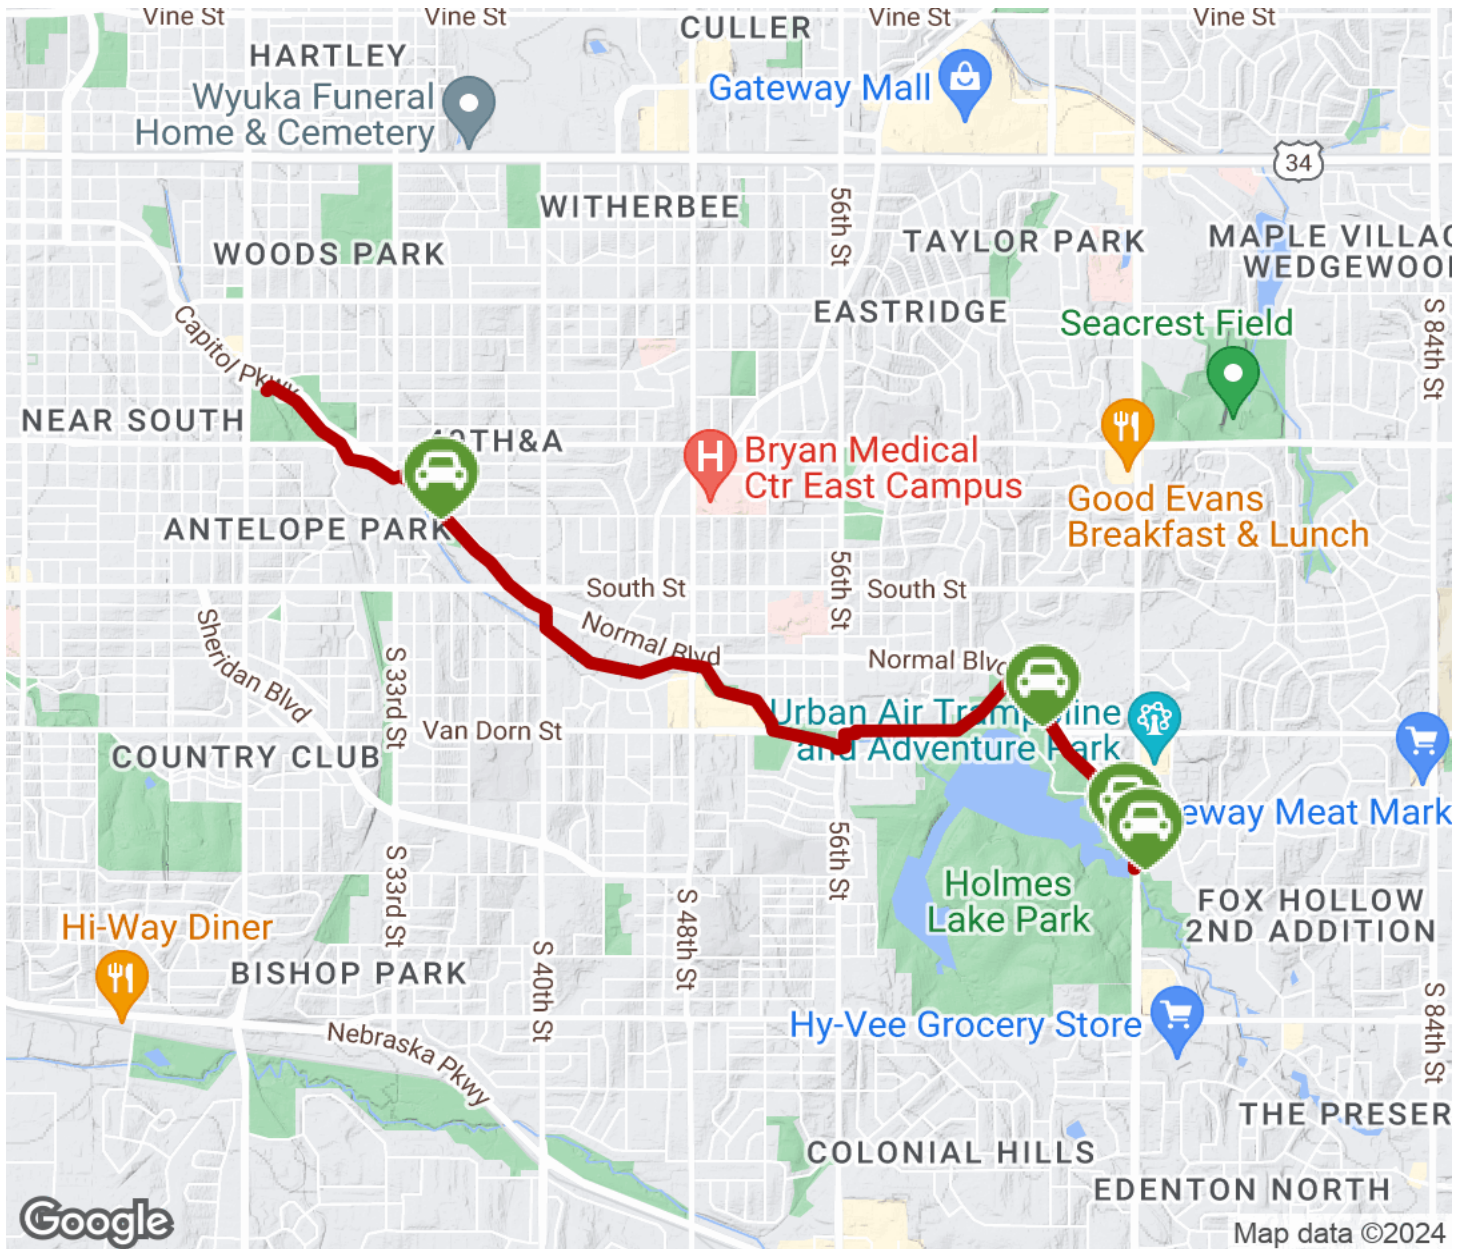 Vine St
Vine St
Vine St
Vine St
CULLER
HARTLEY
Wyuka Funeral
Home & Cemetery
Gateway Mall
34
WITHERBEE
56th St
WOODS PARK
TAYLOR PARK
MAPLE VILLAG
WEDGEWOO
EASTRIDGE
Capitol Pkwy
Seacrest Field
S 84th St
NEAR SOUTH
40TH&A
H
Bryan Medical
Ctr East Campus
Good Evans
Breakfast & Lunch
ANTELOPE PARK
56th St
South St
South St
Sheridan Blvd
Normal Blvd
S 33rd St
Normal Blvd
Urban Air Trampoline
and Adventure Park
Van Dorn St
COUNTRY CLUB
eway Meat Mark
56th St
S 33rd St
Holmes
Lake Park
S 48th St
FOX HOLLOW
2ND ADDITION
Hi-Way Diner
BISHOP PARK
S 40th St
S 84th St
Hy-Vee Grocery Store
Nebraska Pkwy
THE PRESER
COLONIAL HILLS
EDENTON NORTH
Google
Map data ©2024